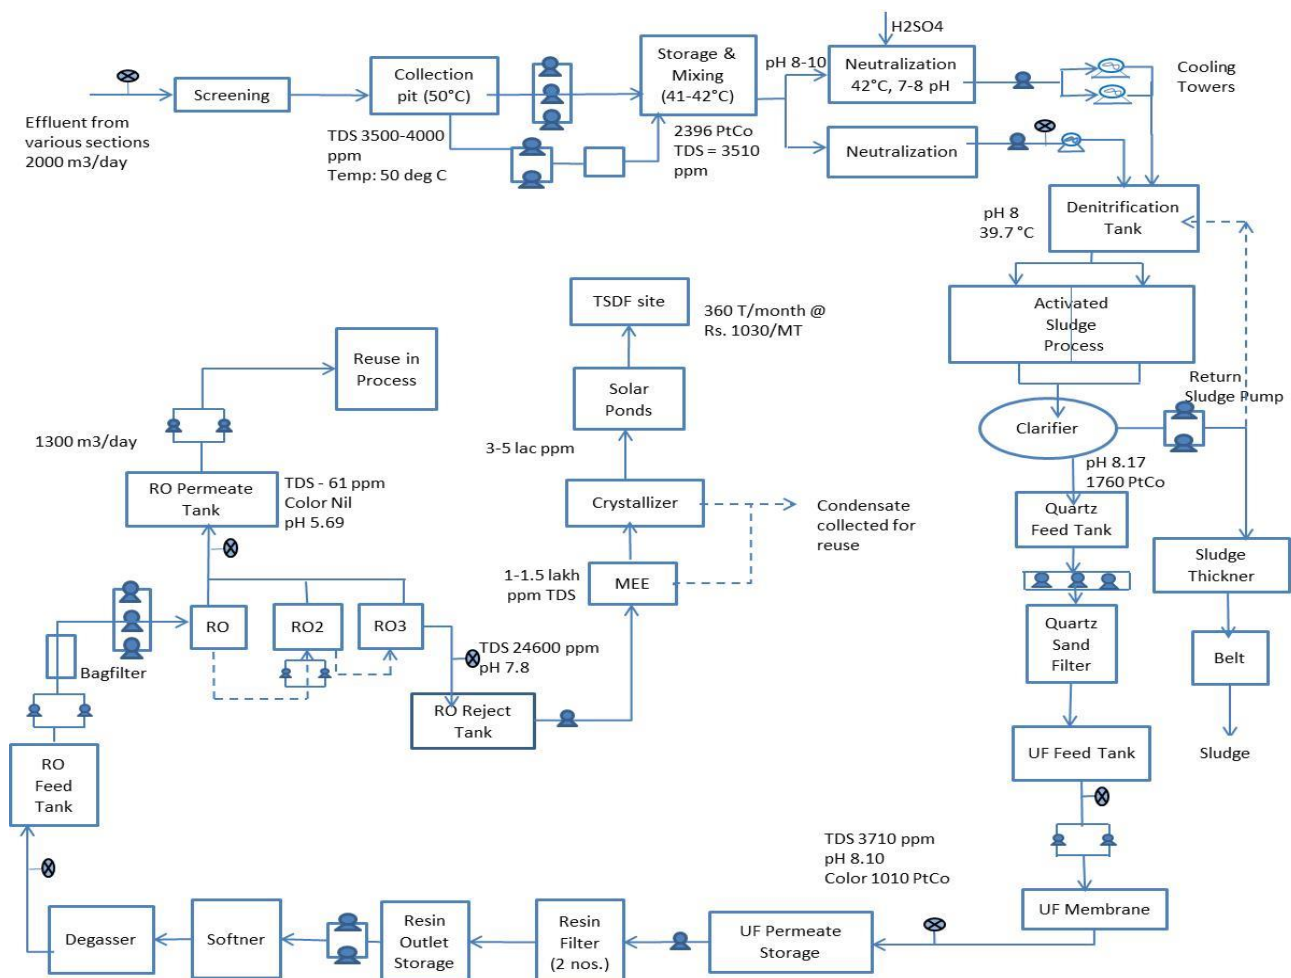 H2SO4
Screening
Collection
pit (50°C)
Storage &
Mixing
(41-42°C)
pH 8-10
Neutralization
42°C, 7-8 pH
Cooling
Towers
Effluent from
various sections
2000 m3/day
TDS 3500-4000
ppm
Temp: 50 deg C
2396 PtCo
TDS = 3510
ppm
Neutralization
pH 8
39.7 °C
Denitrification
Tank
TSDF site
360 T/month @
Rs. 1030/MT
Activated
Sludge
Process
Reuse in
Process
Solar
Ponds
Return
Sludge Pump
1300 m3/day
3-5 lac ppm
Clarifier
pH 8.17
1760 PtCo
RO Permeate
Tank
TDS - 61 ppm
Color Nil
pH 5.69
Crystallizer
Condensate
collected for
reuse
Quartz
Feed Tank
Sludge
Thickner
1-1.5 lakh
ppm TDS
MEE
RO
RO2
RO3
Quartz
Sand
Filter
Belt
Bagfilter
TDS 24600 ppm
pH 7.8
RO Reject
Tank
RO
Feed
Tank
UF Feed Tank
Sludge
TDS 3710 ppm
pH 8.10
Color 1010 PtCo
UF Membrane
Degasser
Softner
Resin
Outlet
Storage
Resin
Filter
(2 nos.)
UF Permeate
Storage